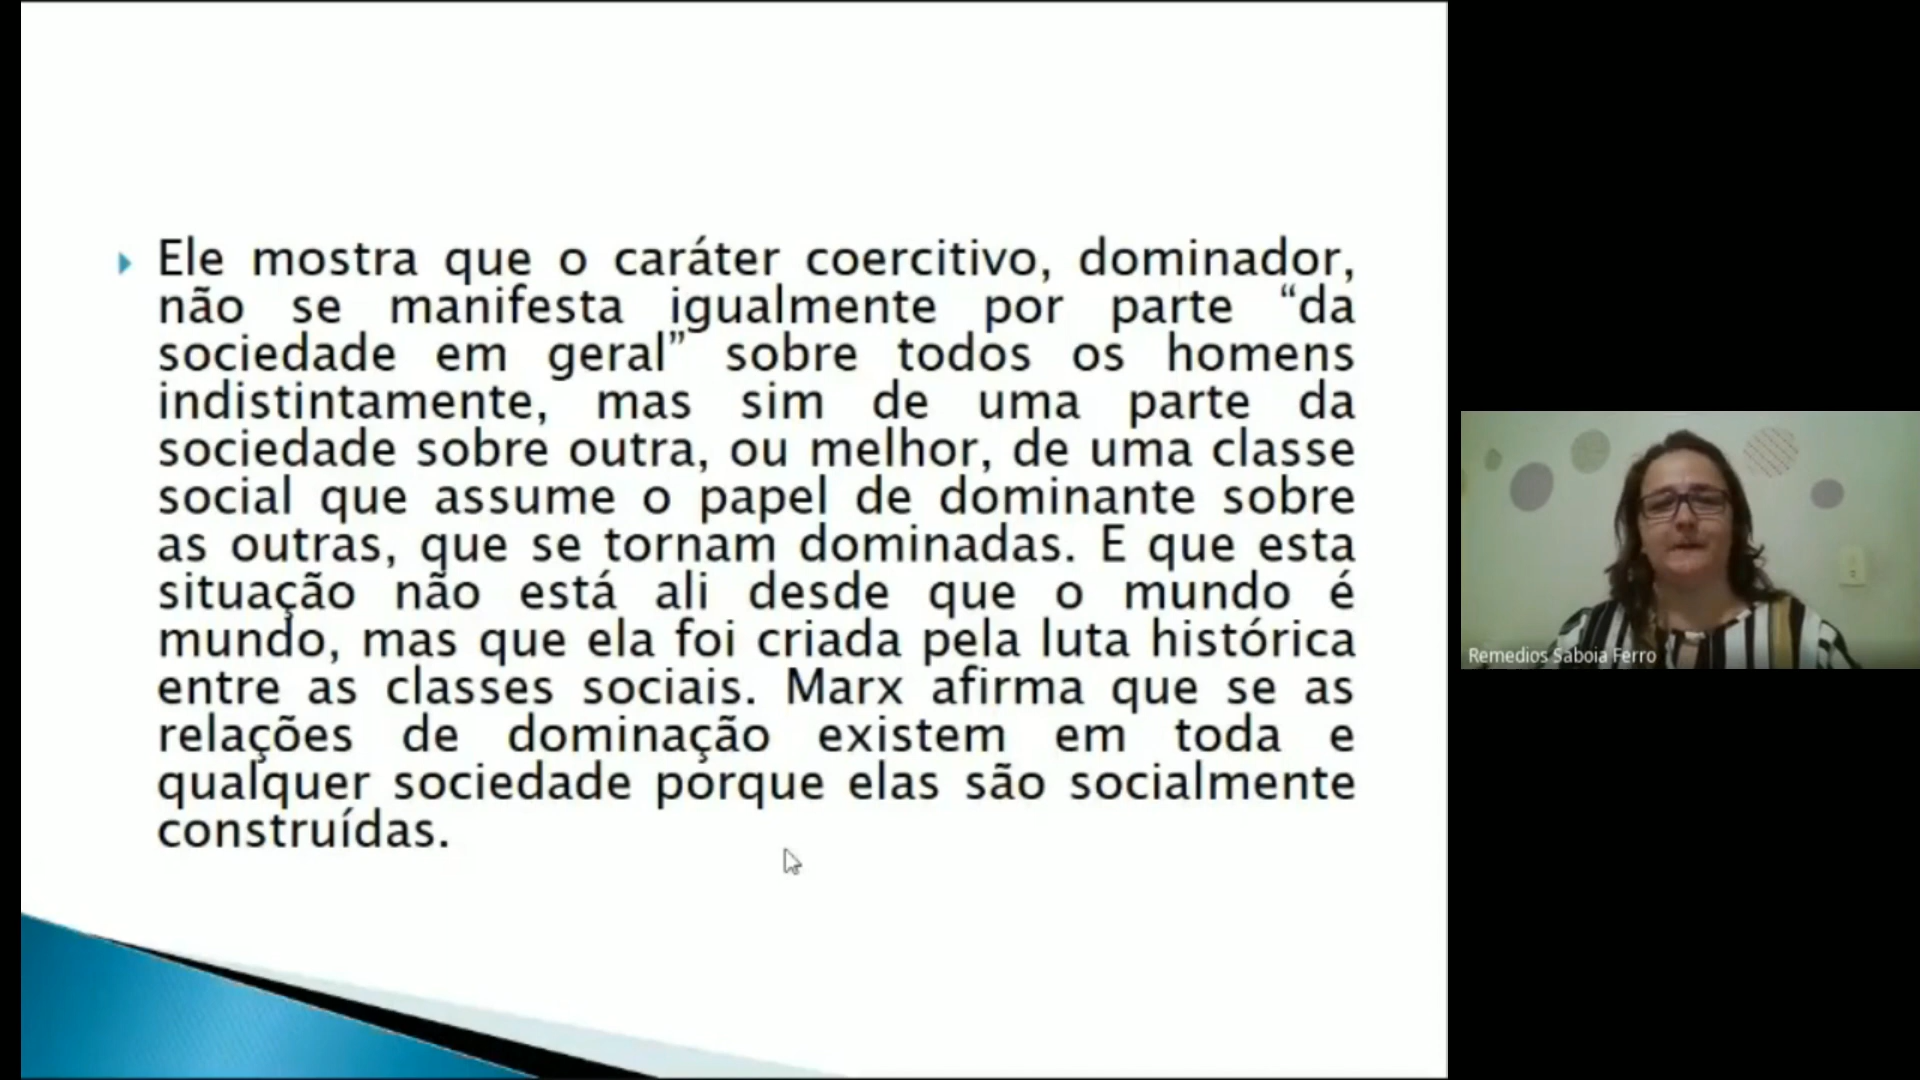 Ele mostra que o caráter coercitivo, dominador,
não se manifesta igualmente por parte “da
sociedade em geral” sobre todos os homens
indistintamente, mas sim de uma parte da
sociedade sobre outra, ou melhor, de uma classe
social que assume o papel de dominante sobre
as outras, que se tornam dominadas. E que esta
situação não está ali desde que o mundo é
mundo, mas que ela foi criada pela luta histórica
entre as classes sociais. Marx afirma que se as
relações de dominação existem em toda e
qualquer sociedade porque elas são socialmente
construídas.
Remedios Saboia Ferro